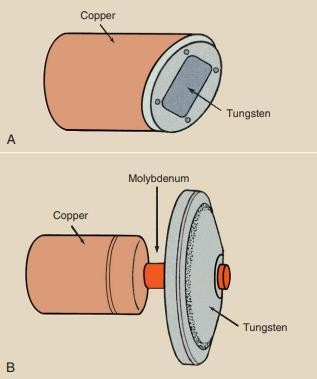 Copper
Tungsten
A
Molybdenum
Copper
Tungsten
B